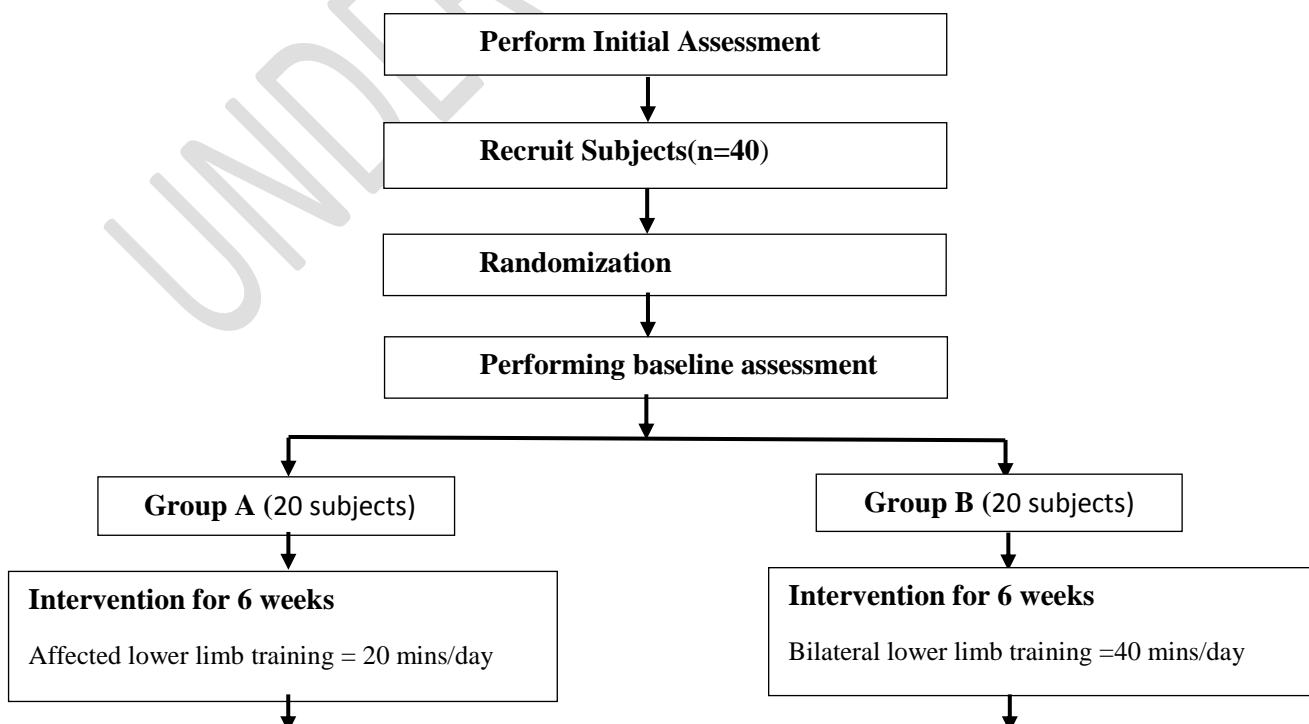 Perform Initial Assessment
Recruit Subjects(n=40)
Randomization
Performing baseline assessment
Group A (20 subjects)
Group B (20 subjects)
Intervention for 6 weeks
Affected lower limb training = 20 mins/day
Intervention for 6 weeks
Bilateral lower limb training =40 mins/day
UNDE